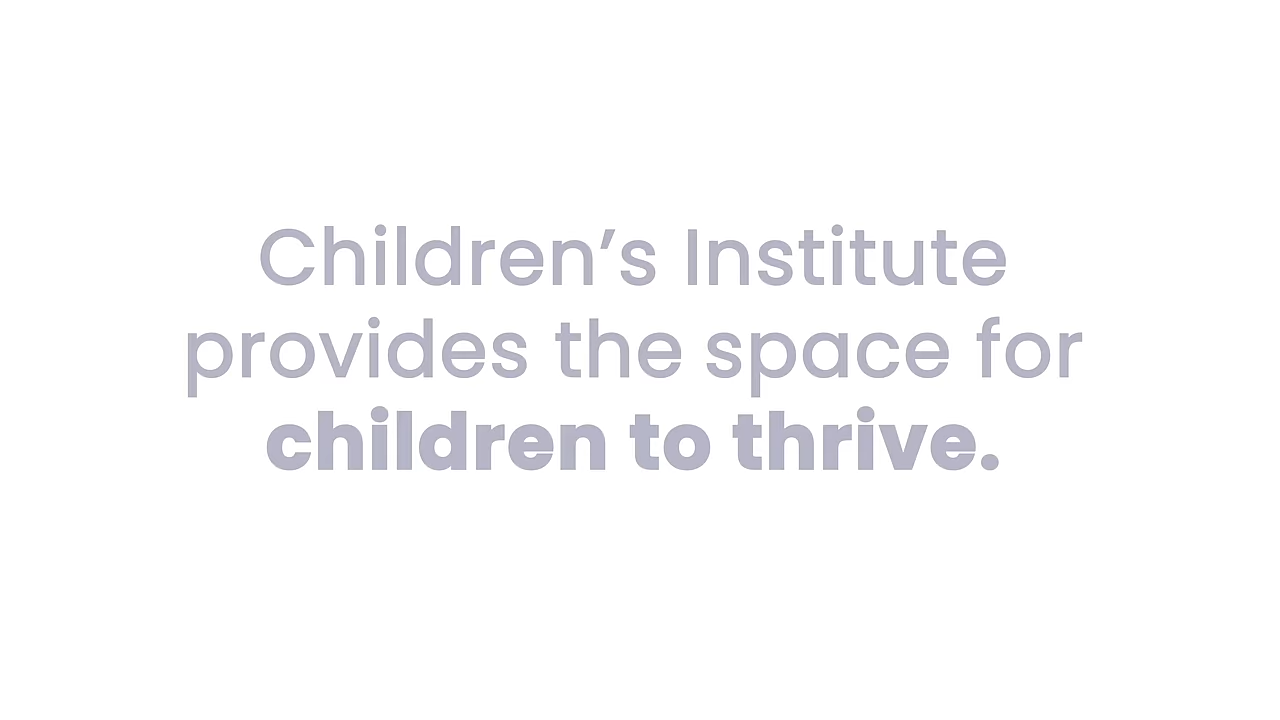 Children’s Institute
provides the space for
children to thrive.